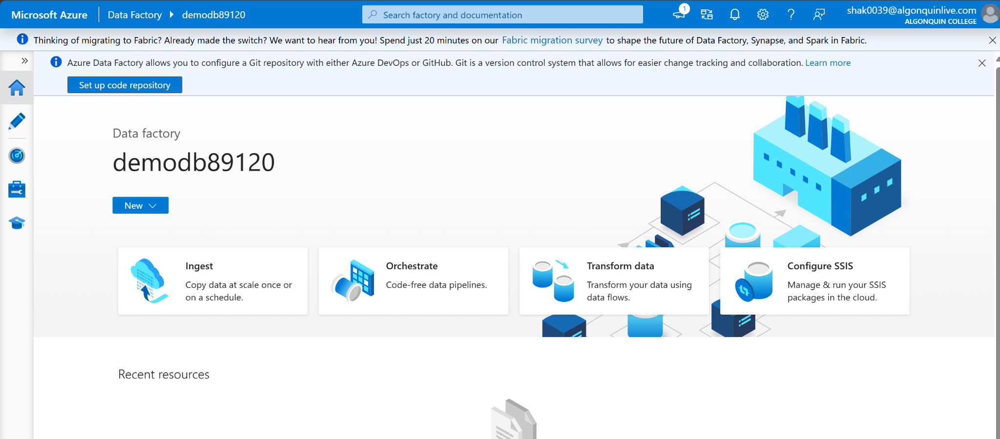 Microsoft Azure
Data Factory
demodb89120
Search factory and documentation
1
shak0039@algonquinlive.com
ALGONQUIN COLLEGE
Thinking of migrating to Fabric? Already made the switch? We want to hear from you! Spend just 20 minutes on our Fabric migration survey to shape the future of Data Factory, Synapse, and Spark in Fabric.
Azure Data Factory allows you to configure a Git repository with either Azure DevOps or GitHub. Git is a version control system that allows for easier change tracking and collaboration. Learn more
Set up code repository
Data factory
demodb89120
New
Ingest
Copy data at scale once or
on a schedule.
Orchestrate
Code-free data pipelines.
Transform data
Transform your data using
data flows.
Configure SSIS
Manage & run your SSIS
packages in the cloud.
Recent resources